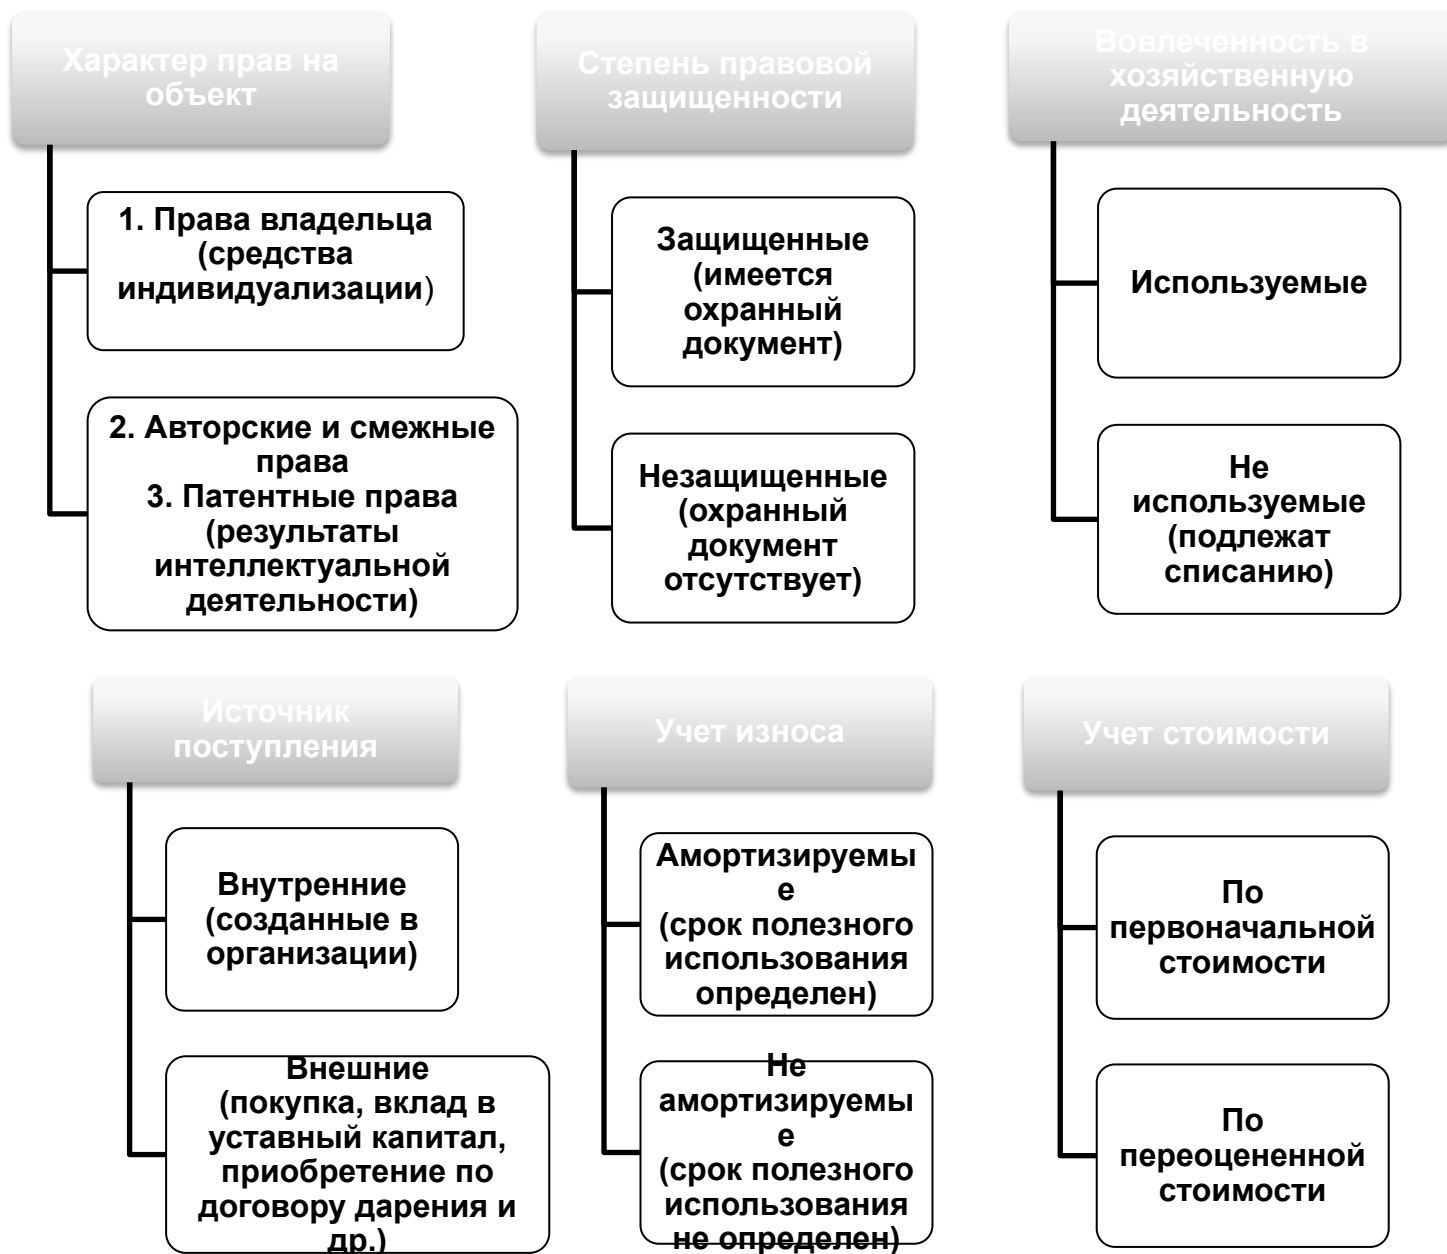 Характер прав на
объект
1. Права владельца
(средства
индивидуализации)
2. Авторские и смежные
права
3. Патентные права
(результаты
интеллектуальной
деятельности)
Степень правовой
защищенности
Защищенные
(имеется
охранный
документ)
Незащищенные
(охранный
документ
отсутствует)
Вовлеченность в
хозяйственную
деятельность
Используемые
Не
используемые
(подлежат
списанию)
Источник
поступления
Внутренние
(созданные в
организации)
Внешние
(покупка, вклад в
уставный капитал,
приобретение по
договору дарения и
др.)
Учет износа
Амортизируемы
е
(срок полезного
использования
определен)
Не
амортизируемы
е
(срок полезного
использования
не определен)
Учет стоимости
По
первоначальной
стоимости
По
переоцененной
стоимости